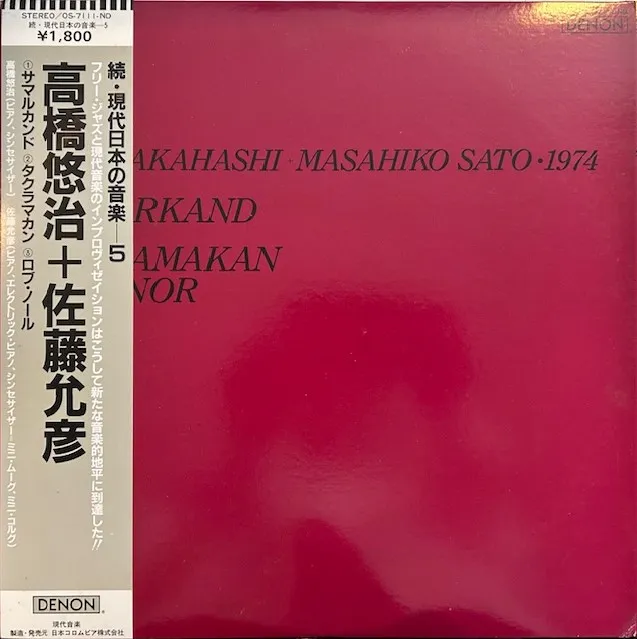 STEREO/OS-7111-ND
続・現代日本の音楽—5
¥1,800
続・現代日本の音楽—5
フリー・ジャズと現代音楽のインプロヴィゼイションはこうして新たな音楽的地平に到達した!!
高橋悠治+佐藤允彦
①サマルカンド ②タクラマカン ③ロプ・ノール
高橋悠治(ピアノ、シンセサイザー) 佐藤允彦(ピアノ、エレクトリック・ピアノ、シンセサイザー=ミニ・ムーグ、ミニ・コルグ)
DENON
現代音楽
製造・発売元 日本コロムビア株式会社
DENON
AKAHASHI+MASAHIKO SATO・1974
RKAND
AMAKAN
NOR